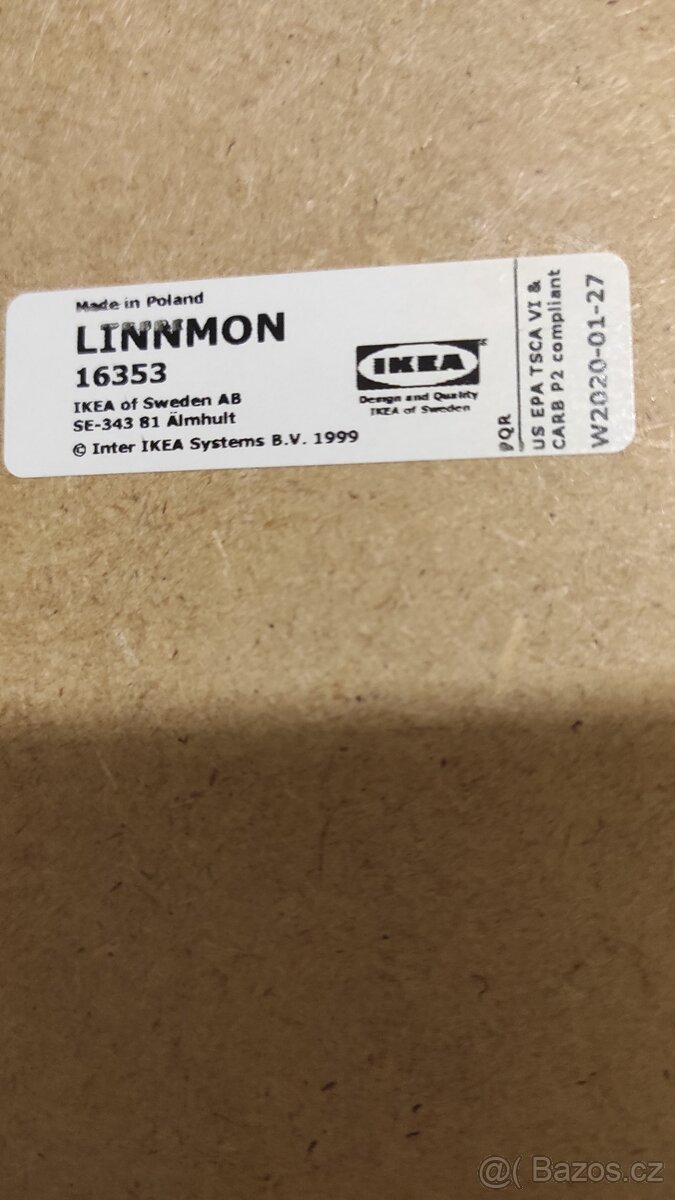 Made in Poland
LINNMON
16353
IKEA of Sweden AB
SE-343 81 Älmhult
© Inter IKEA Systems B.V. 1999
IKEA
Design and Quality
IKEA of Sweden
PQR
US EPA TSCA VI &
CARB P2 compliant
W2020-01-27
@( Bazos.cz